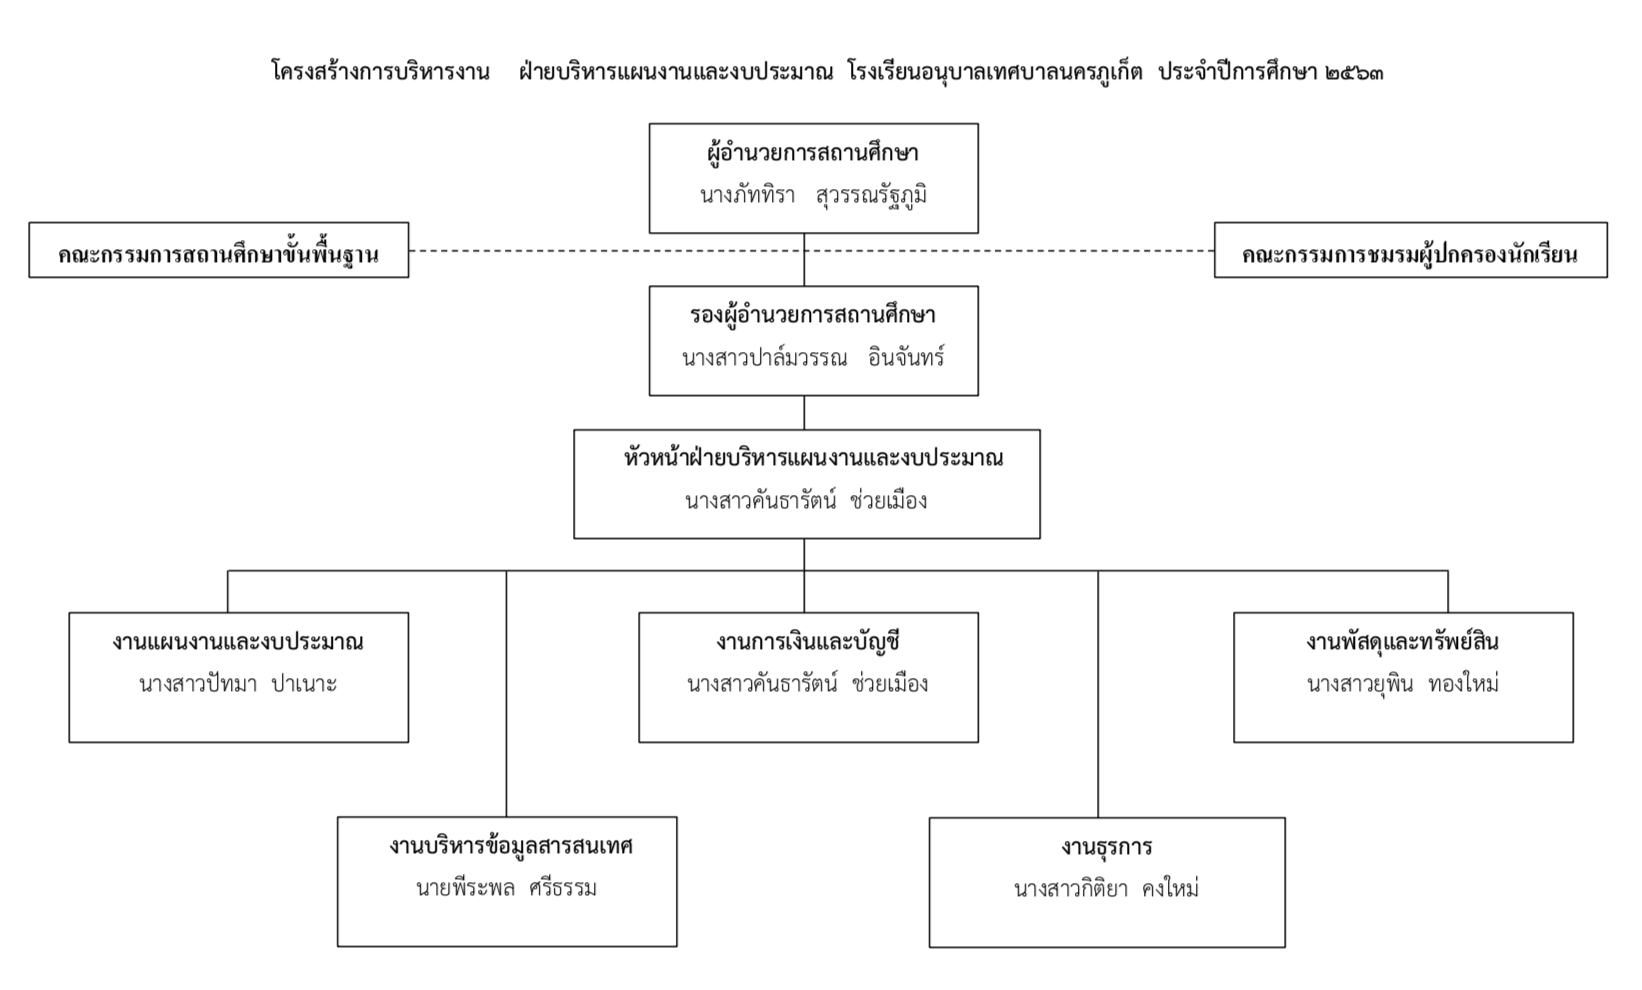 โครงสร้างการบริหารงาน ฝ่ายบริหารแผนงานและงบประมาณ โรงเรียนอนุบาลเทศบาลนครภูเก็ต ประจำปีการศึกษา ๒๕๖๓
ผู้อำนวยการสถานศึกษา
นางภัททิรา สุวรรณรัฐภูมิ
คณะกรรมการสถานศึกษาขั้นพื้นฐาน
คณะกรรมการชมรมผู้ปกครองนักเรียน
รองผู้อำนวยการสถานศึกษา
นางสาวปาล์มวรรณ อินจันทร์
หัวหน้าฝ่ายบริหารแผนงานและงบประมาณ
นางสาวคันธารัตน์ ช่วยเมือง
งานแผนงานและงบประมาณ
นางสาวปัทมา ปาเนาะ
งานการเงินและบัญชี
นางสาวคันธารัตน์ ช่วยเมือง
งานพัสดุและทรัพย์สิน
นางสาวยุพิน ทองใหม่
งานบริหารข้อมูลสารสนเทศ
นายพีระพล ศรีธรรม
งานธุรการ
นางสาวกิติยา คงใหม่